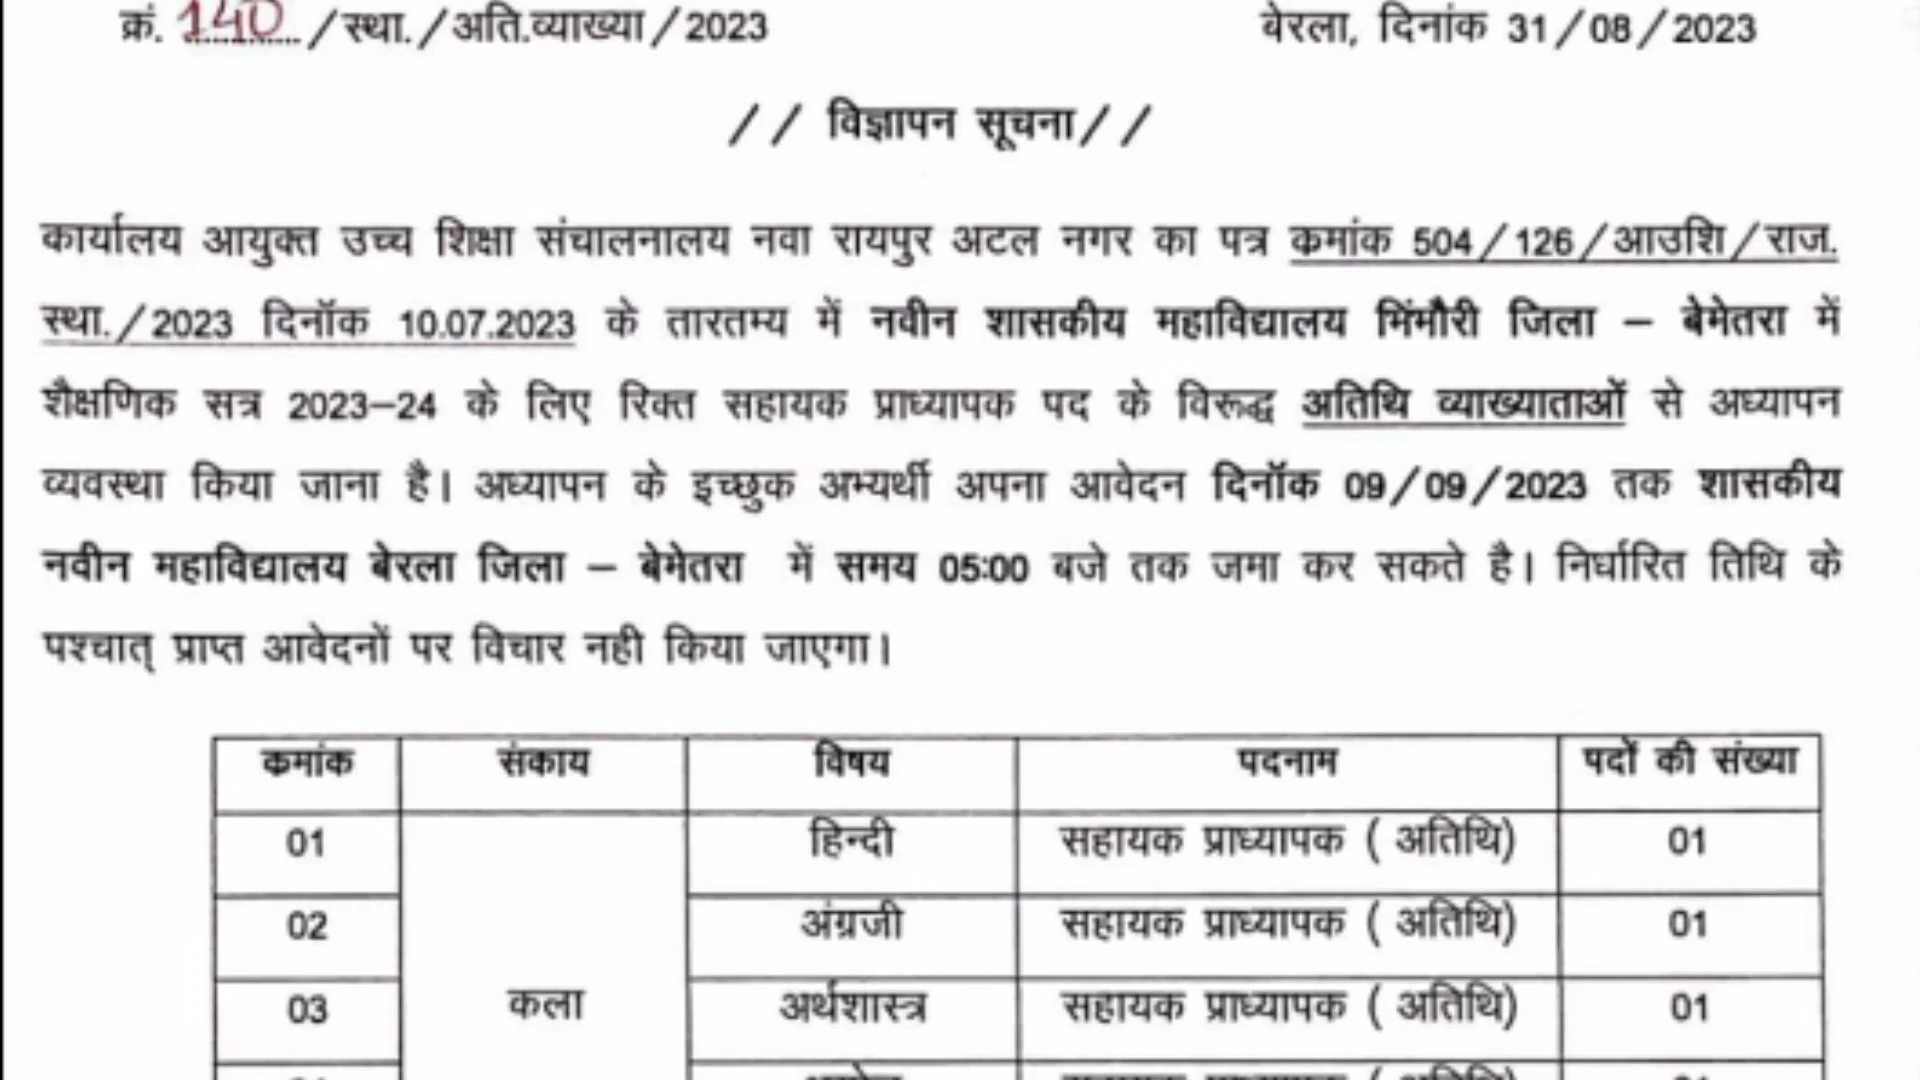 क्रं. 140 /स्था./अति.व्याख्या/2023 बेरला, दिनांक 31/08/2023
// विज्ञापन सूचना//
कार्यालय आयुक्त उच्च शिक्षा संचालनालय नवा रायपुर अटल नगर का पत्र कमांक 504/126/आउशि/राज.
स्था./2023 दिनॉक 10.07.2023 के तारतम्य में नवीन शासकीय महाविद्यालय भिंमौरी जिला – बेमेतरा में
शैक्षणिक सत्र 2023–24 के लिए रिक्त सहायक प्राध्यापक पद के विरूद्ध अतिथि व्याख्याताओं से अध्यापन
व्यवस्था किया जाना है। अध्यापन के इच्छुक अभ्यर्थी अपना आवेदन दिनॉक 09/09/2023 तक शासकीय
नवीन महाविद्यालय बेरला जिला – बेमेतरा में समय 05:00 बजे तक जमा कर सकते है। निर्धारित तिथि के
पश्चात् प्राप्त आवेदनों पर विचार नही किया जाएगा।
कमांक संकाय विषय पदनाम पदों की संख्या
01 हिन्दी सहायक प्राध्यापक ( अतिथि) 01
02 अंग्रजी सहायक प्राध्यापक ( अतिथि) 01
03 कला अर्थशास्त्र सहायक प्राध्यापक ( अतिथि) 01